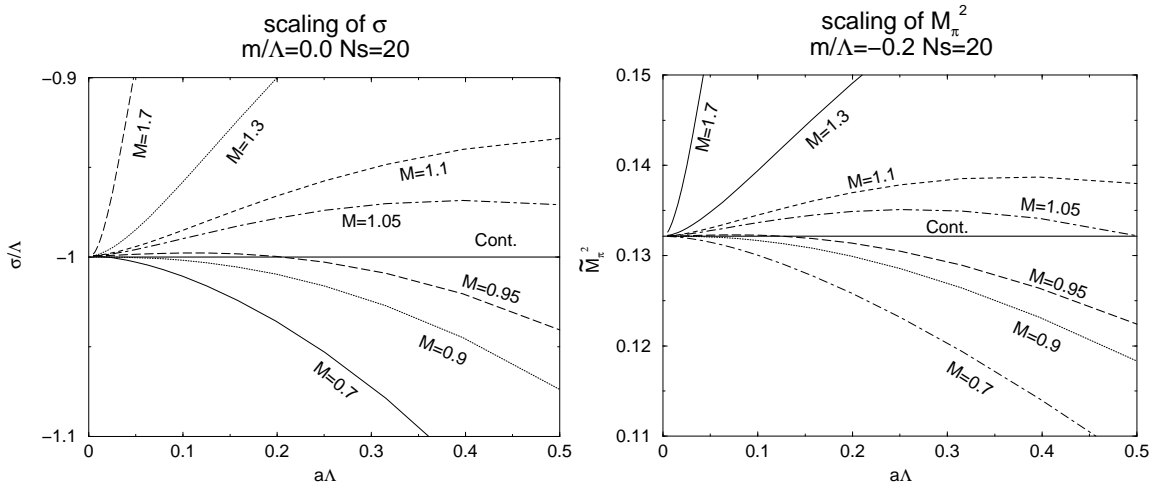 scaling of σ
m/Λ=0.0 Ns=20
−0.9
−1
−1.1
σ/Λ
0
0.1
0.2
0.3
0.4
0.5
aΛ
M=1.7
M=1.3
M=1.1
M=1.05
Cont.
M=0.95
M=0.9
M=0.7
scaling of M_π^2
m/Λ=−0.2 Ns=20
0.15
0.14
0.13
0.12
0.11
M̃_π^2
0
0.1
0.2
0.3
0.4
0.5
aΛ
M=1.7
M=1.3
M=1.1
M=1.05
Cont.
M=0.95
M=0.9
M=0.7